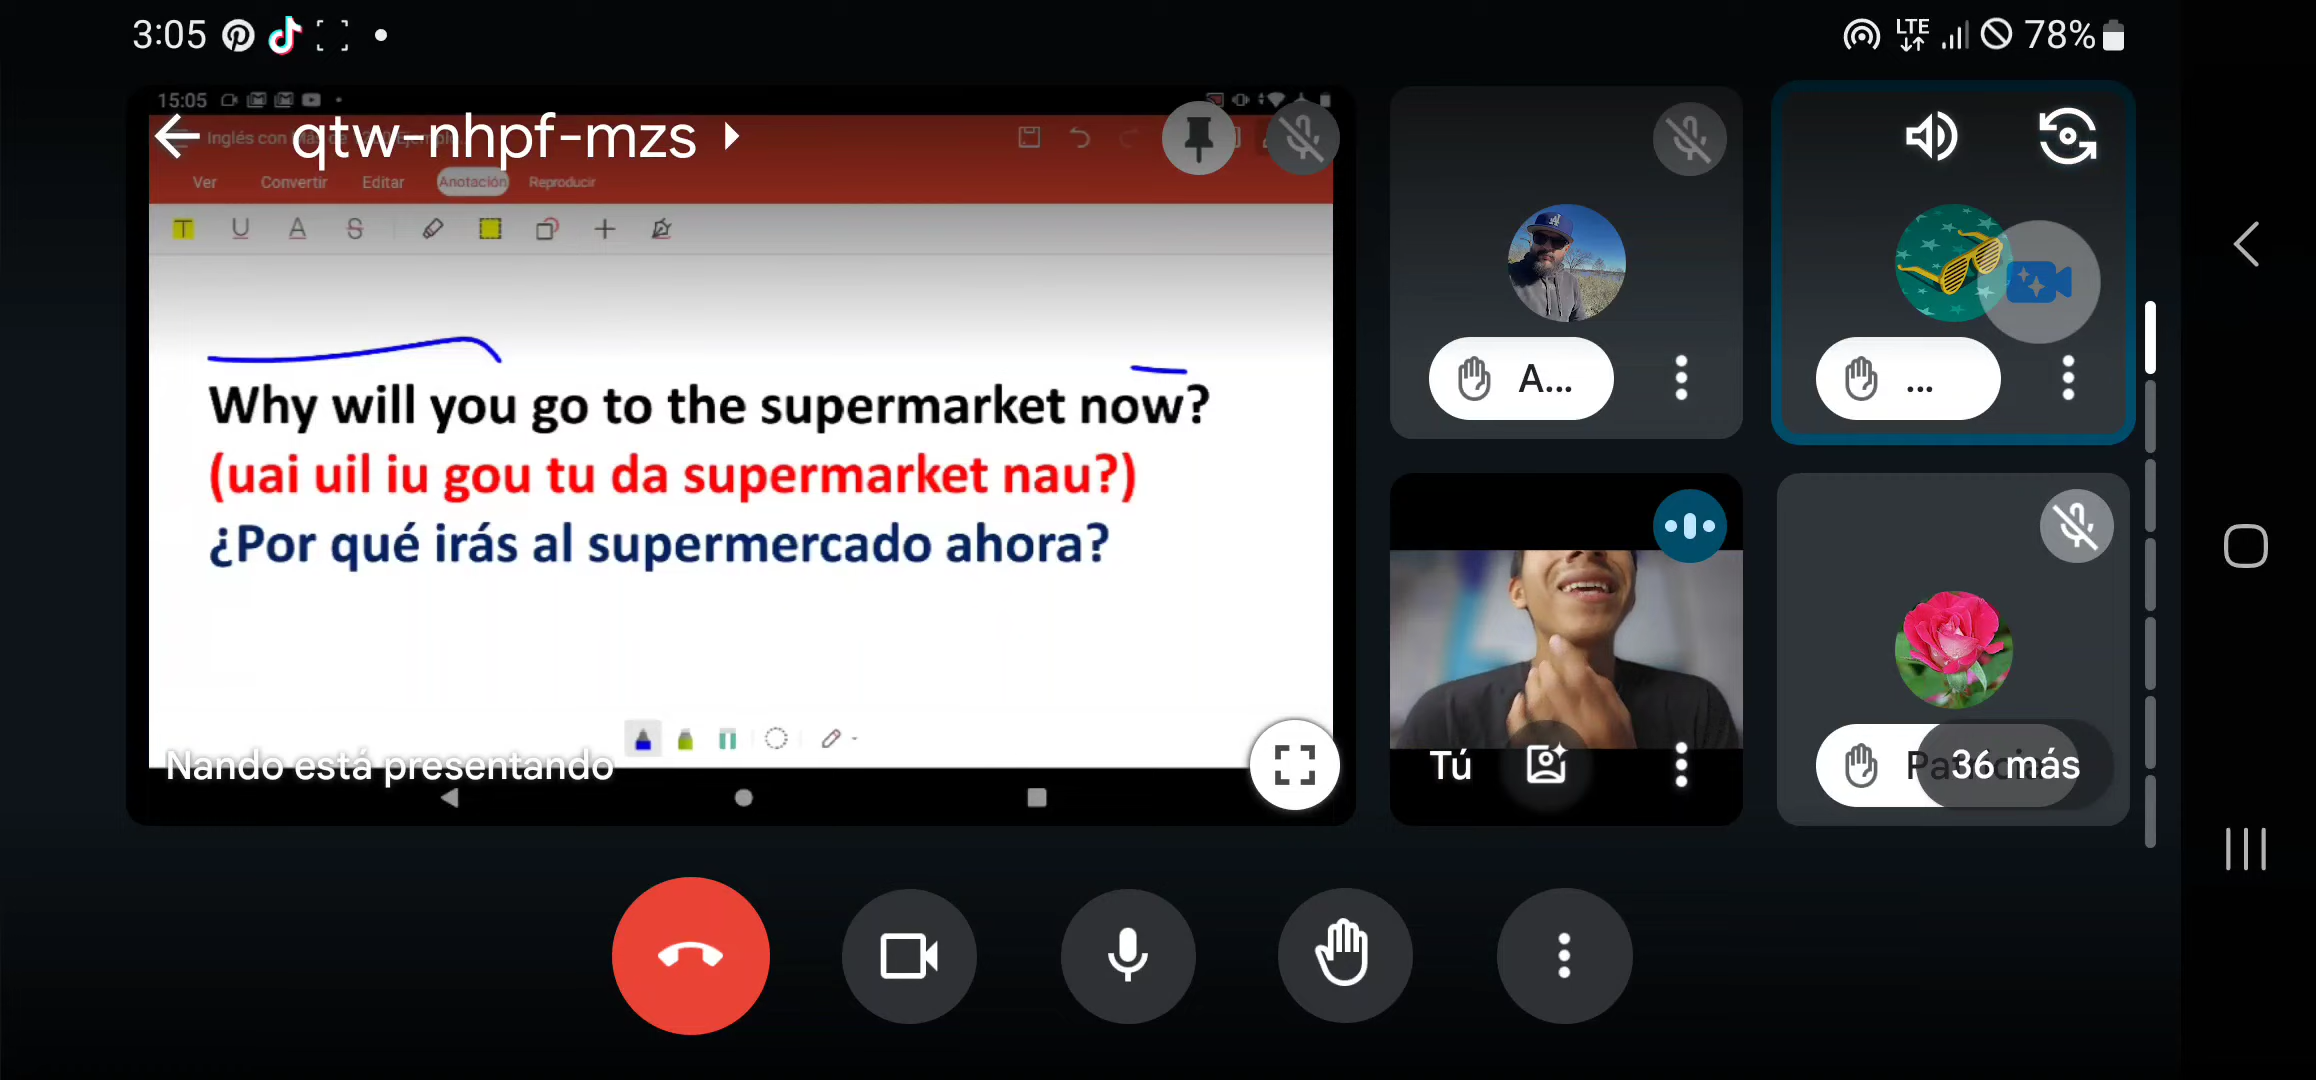 3:05
LTE
78%
15:05
Inglés con
qtw-nhpf-mzs
Ver Convertir Editar Anotación Reproducir
T U A S
Why will you go to the supermarket now?
(uai uil iu gou tu da supermarket nau?)
¿Por qué irás al supermercado ahora?
Nando está presentando
A...
...
Tú
36 más